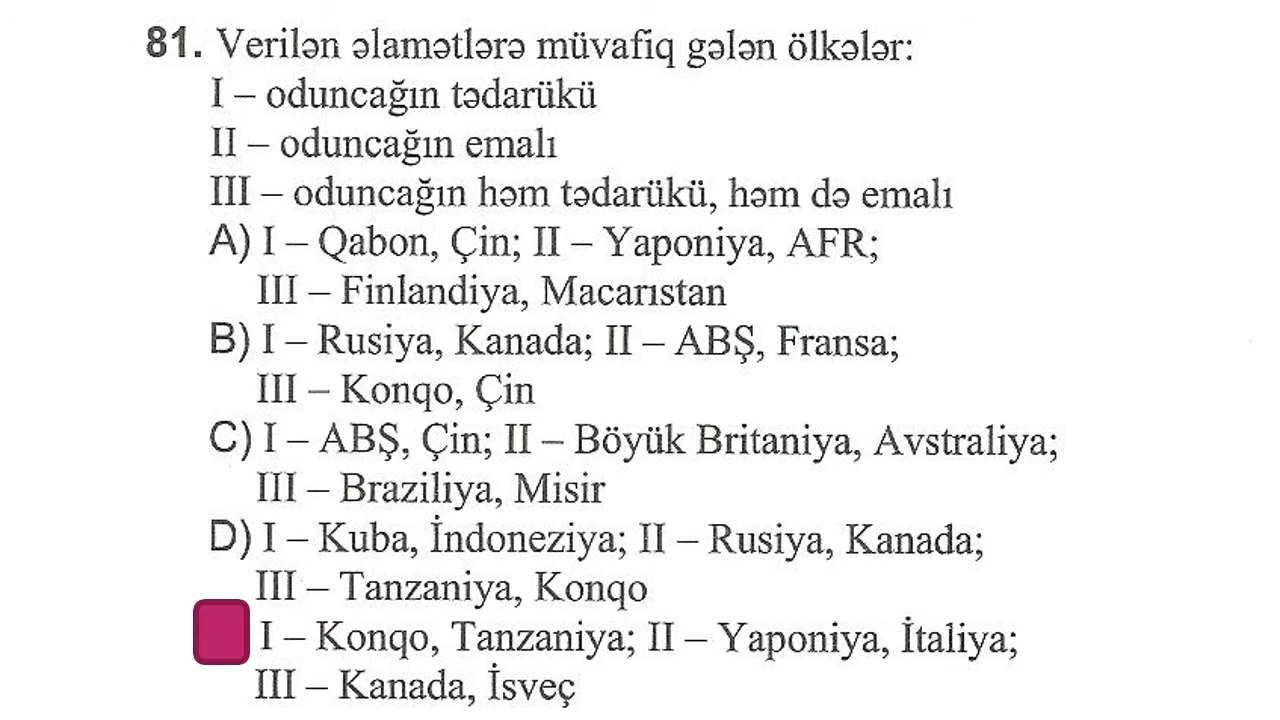 81. Verilən əlamətlərə müvafiq gələn ölkələr:
I – oduncağın tədarükü
II – oduncağın emalı
III – oduncağın həm tədarükü, həm də emalı
A) I – Qabon, Çin; II – Yaponiya, AFR;
III – Finlandiya, Macarıstan
B) I – Rusiya, Kanada; II – ABŞ, Fransa;
III – Konqo, Çin
C) I – ABŞ, Çin; II – Böyük Britaniya, Avstraliya;
III – Braziliya, Misir
D) I – Kuba, İndoneziya; II – Rusiya, Kanada;
III – Tanzaniya, Konqo
I – Konqo, Tanzaniya; II – Yaponiya, İtaliya;
III – Kanada, İsveç